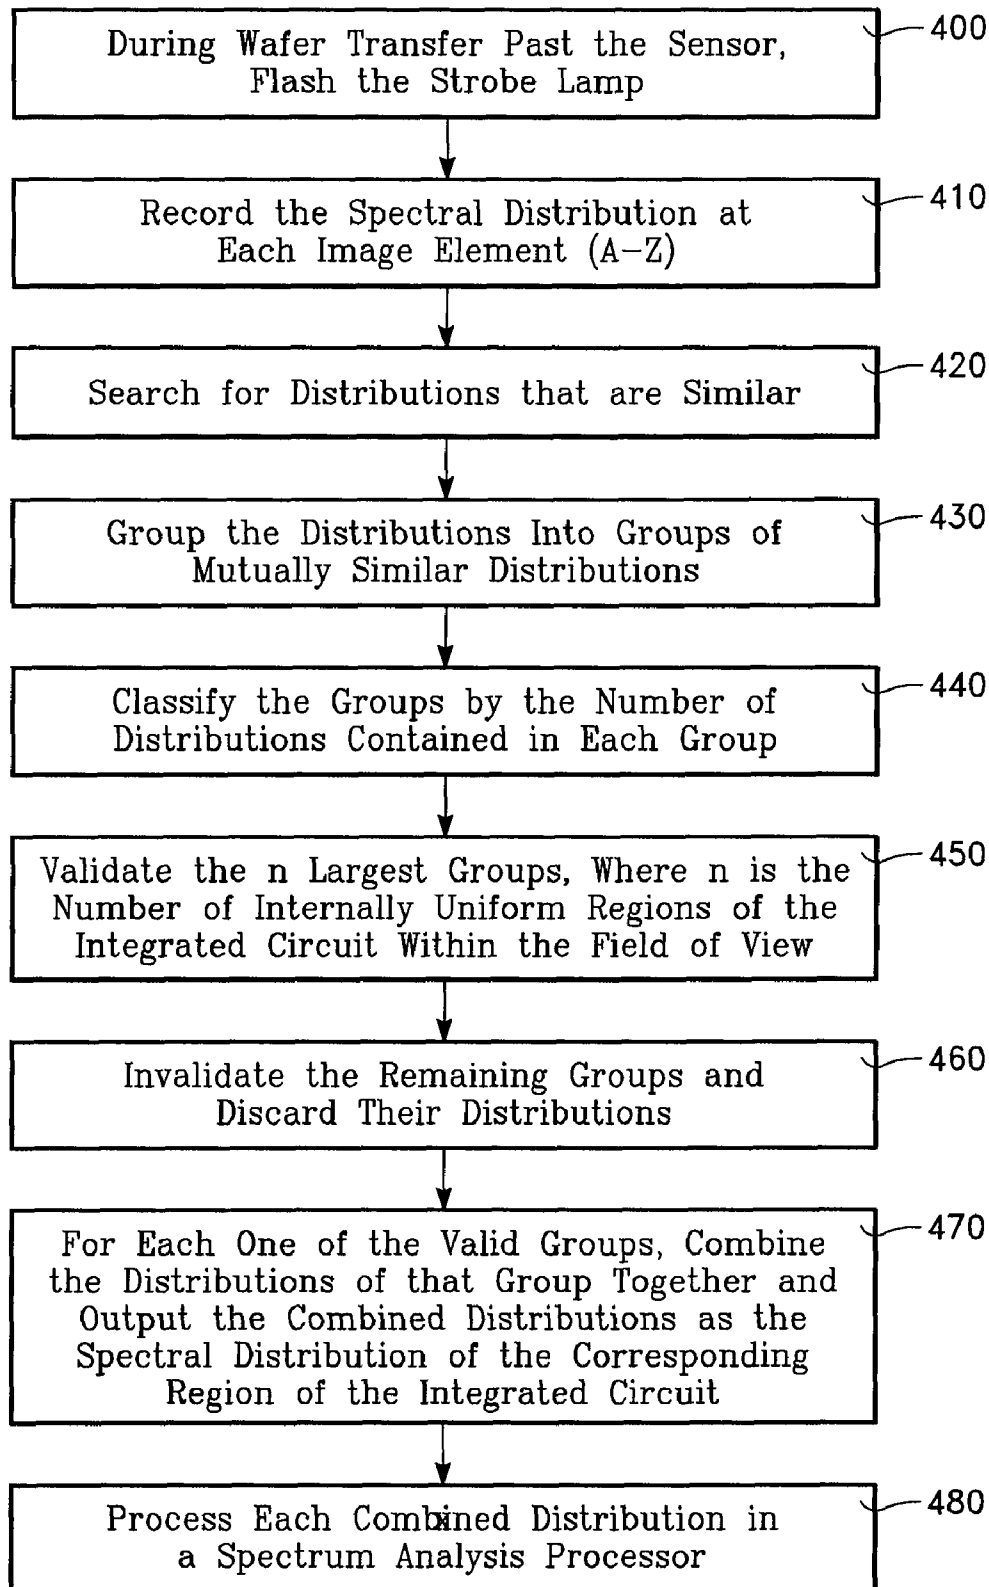 During Wafer Transfer Past the Sensor,
Flash the Strobe Lamp
400
Record the Spectral Distribution at
Each Image Element (A-Z)
410
Search for Distributions that are Similar
420
Group the Distributions Into Groups of
Mutually Similar Distributions
430
Classify the Groups by the Number of
Distributions Contained in Each Group
440
Validate the n Largest Groups, Where n is the
Number of Internally Uniform Regions of the
Integrated Circuit Within the Field of View
450
Invalidate the Remaining Groups and
Discard Their Distributions
460
For Each One of the Valid Groups, Combine
the Distributions of that Group Together and
Output the Combined Distributions as the
Spectral Distribution of the Corresponding
Region of the Integrated Circuit
470
Process Each Combined Distribution in
a Spectrum Analysis Processor
480